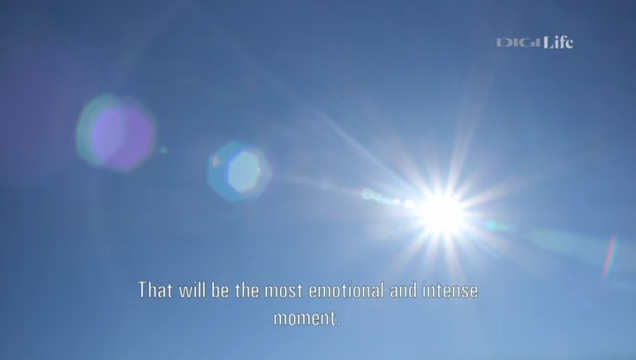 DIGI Life
That will be the most emotional and intense
moment.